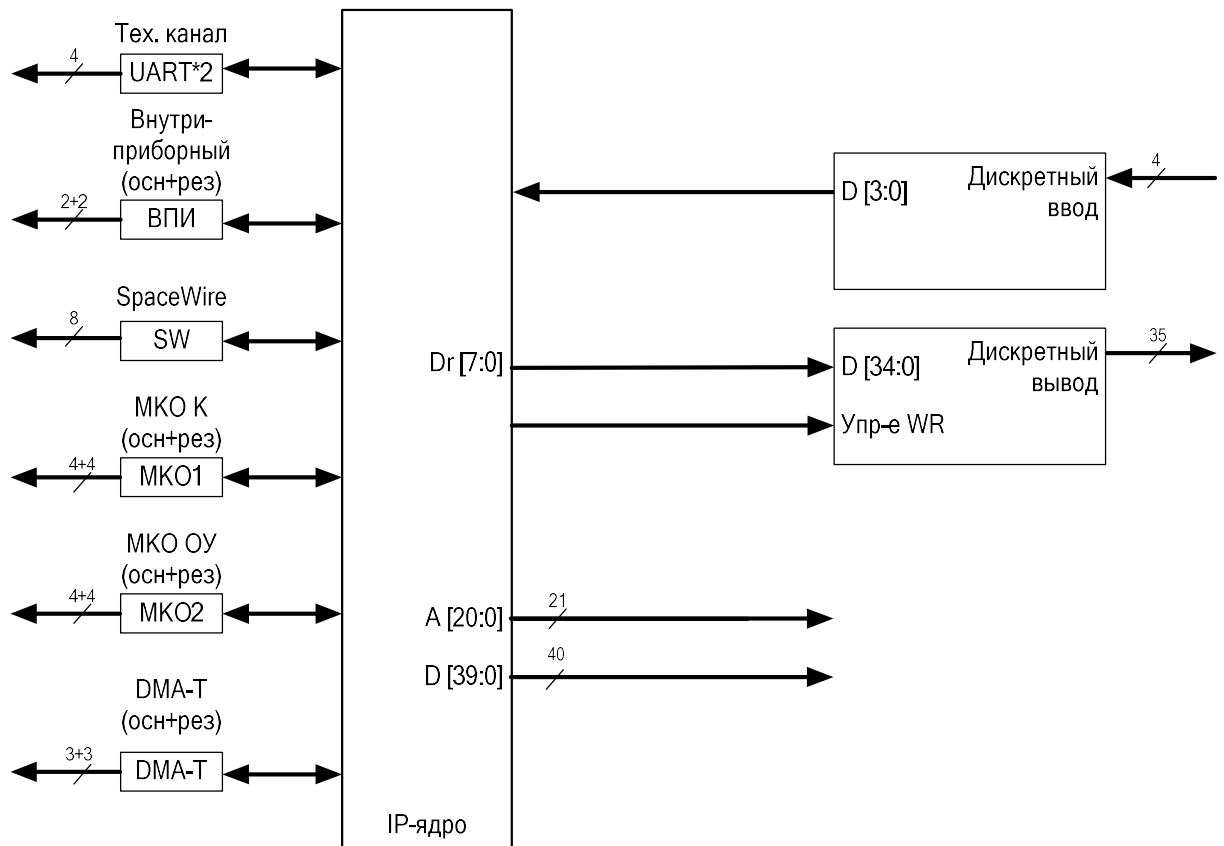 Тех. канал
4
UART*2
Внутри-
приборный
(осн+рез)
2+2
ВПИ
SpaceWire
8
SW
МКО К
(осн+рез)
4+4
МКО1
МКО ОУ
(осн+рез)
4+4
МКО2
DMA-T
(осн+рез)
3+3
DMA-T
Dr [7:0]
A [20:0]
21
D [39:0]
40
IP-ядро
D [3:0]
Дискретный
ввод
4
D [34:0]
Дискретный
вывод
35
Упр-е WR